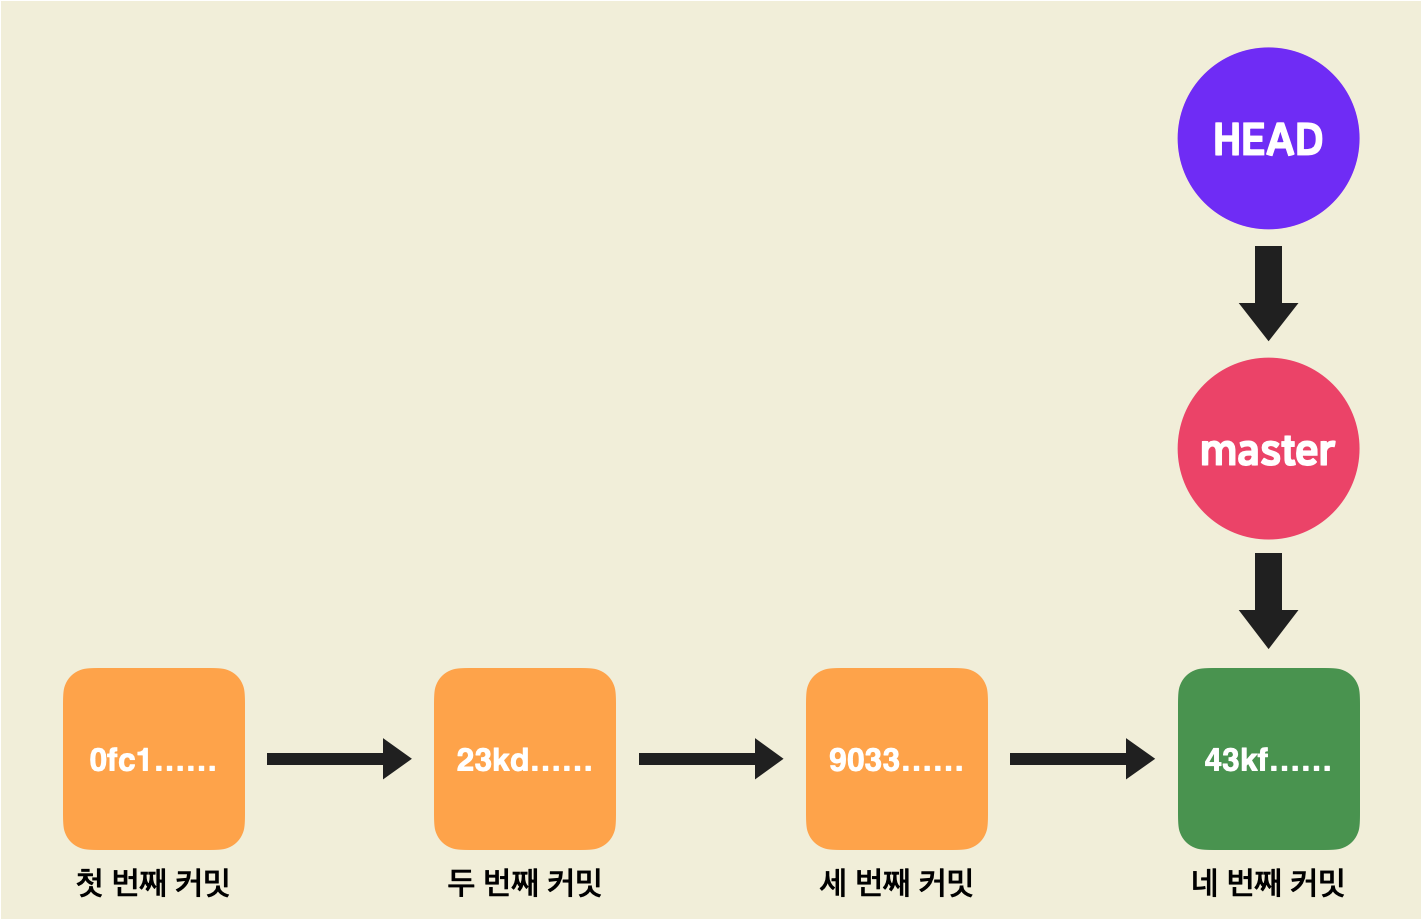 HEAD
master
0fc1......
23kd......
9033......
43kf......
첫 번째 커밋
두 번째 커밋
세 번째 커밋
네 번째 커밋